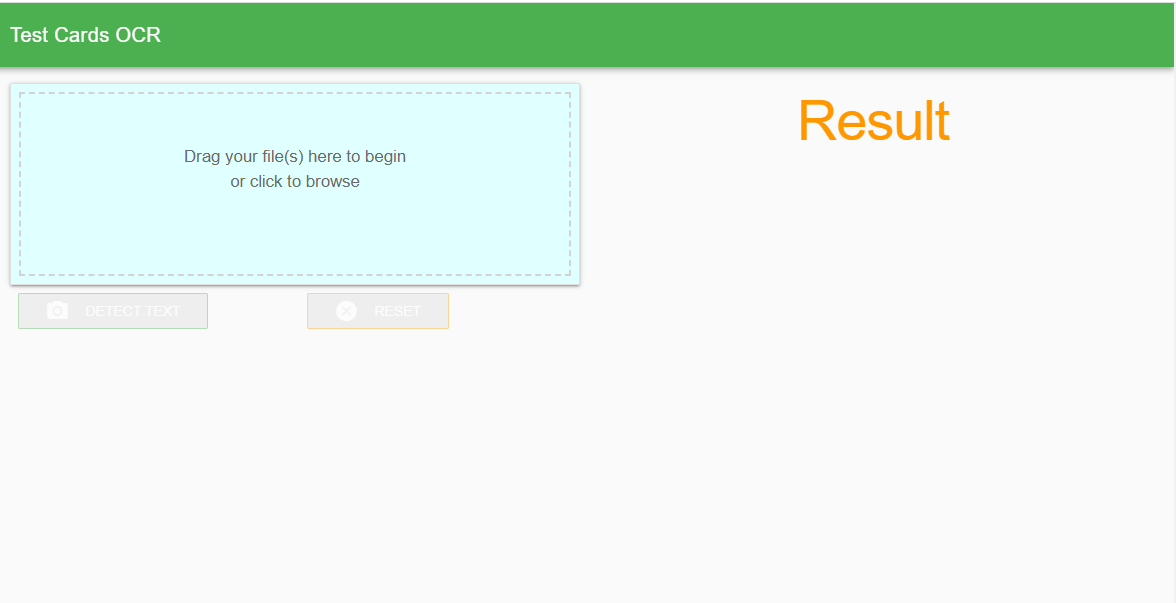 Test Cards OCR
Drag your file(s) here to begin
or click to browse
Result
DETECT TEXT
RESET